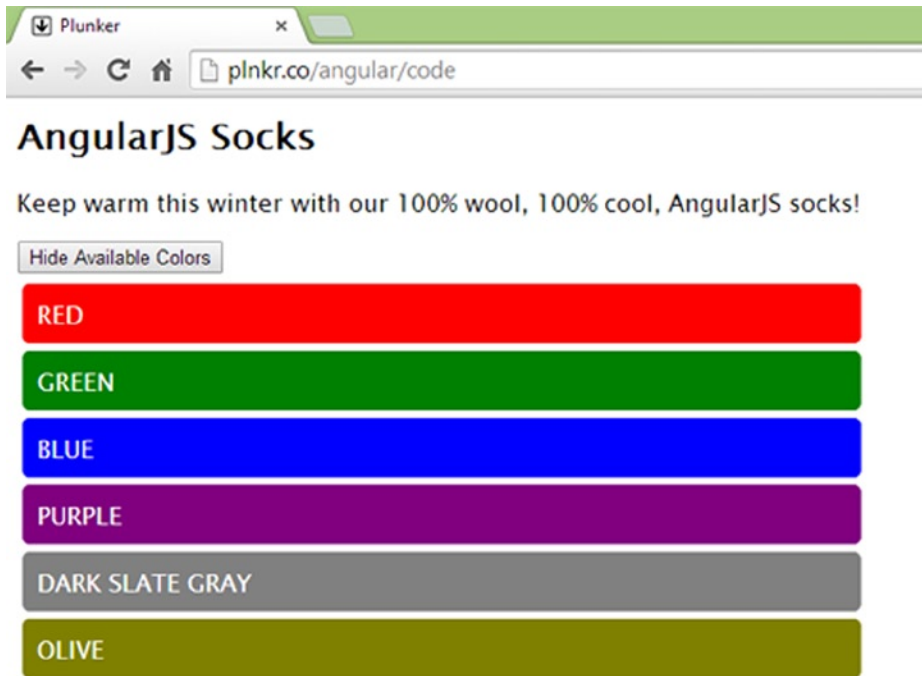 Plunker
plnkr.co/angular/code
AngularJS Socks
Keep warm this winter with our 100% wool, 100% cool, AngularJS socks!
Hide Available Colors
RED
GREEN
BLUE
PURPLE
DARK SLATE GRAY
OLIVE